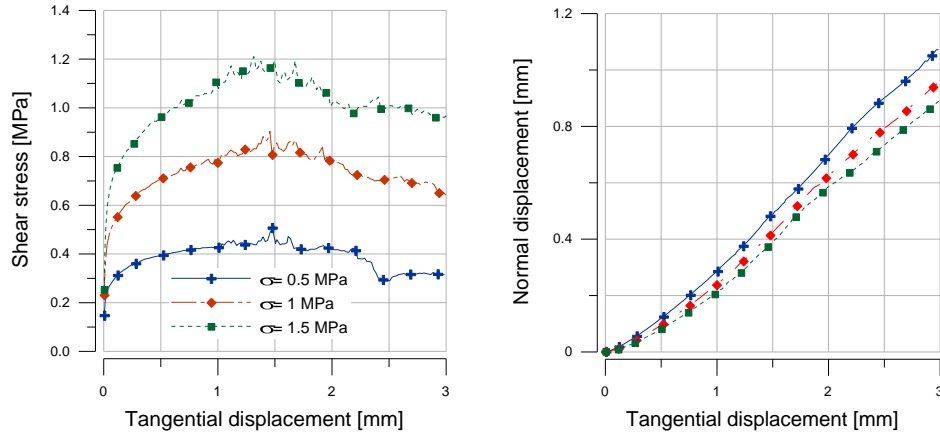 Shear stress [MPa]
1.4
1.2
1.0
0.8
0.6
0.4
0.2
0.0
σ= 0.5 MPa
σ= 1 MPa
σ= 1.5 MPa
0 1 2 3
Tangential displacement [mm]
Normal displacement [mm]
1.2
0.8
0.4
0
0 1 2 3
Tangential displacement [mm]